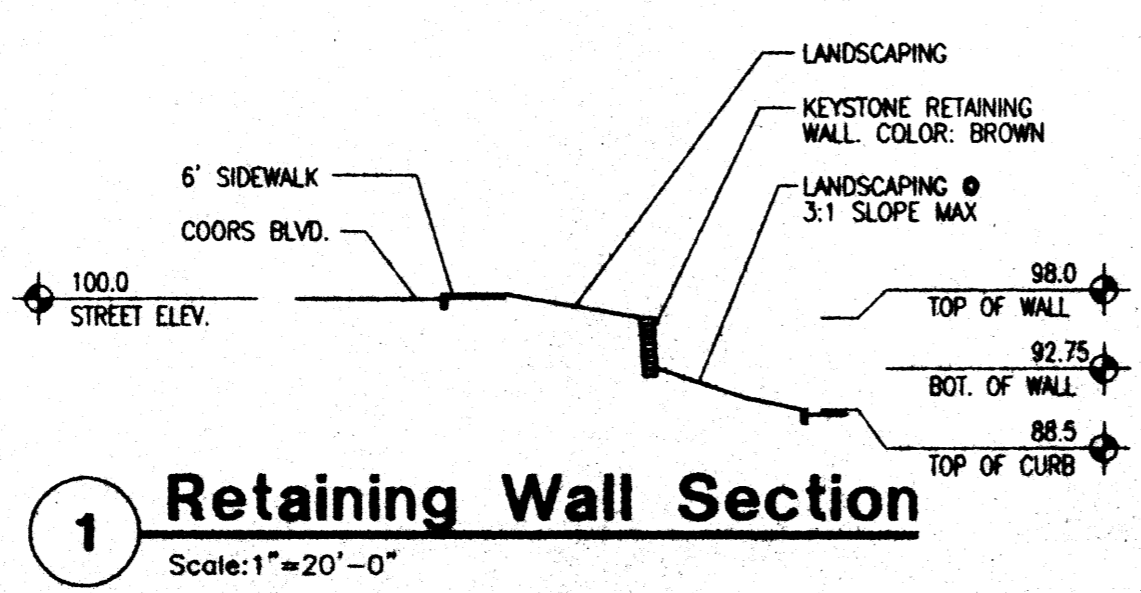 LANDSCAPING
KEYSTONE RETAINING
WALL. COLOR: BROWN
6' SIDEWALK
LANDSCAPING @
3:1 SLOPE MAX
COORS BLVD.
100.0
STREET ELEV.
98.0
TOP OF WALL
92.75
BOT. OF WALL
88.5
TOP OF CURB
1
Retaining Wall Section
Scale: 1"=20'-0"